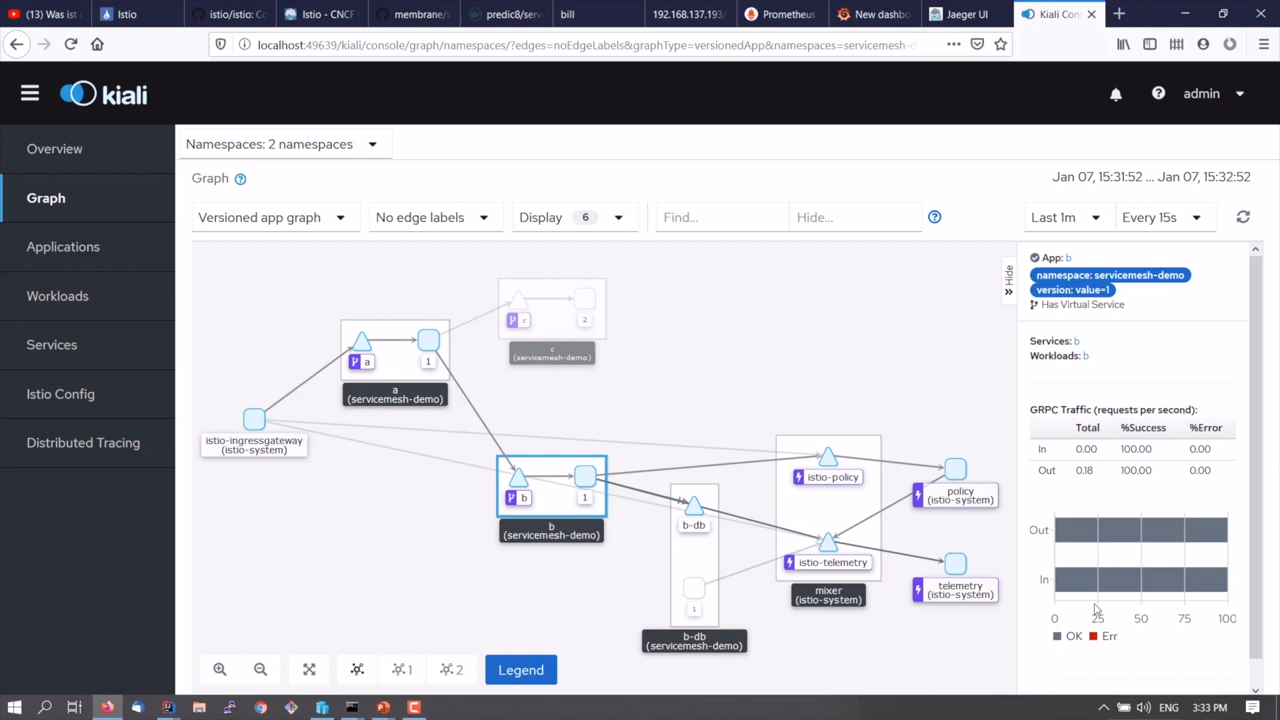 (13) Was ist
Istio
istio/istio: Co
Istio - CNCF
membrane/
predic8/serv
bill
192.168.137.193/
Prometheus
New dashbo
Jaeger UI
Kiali Cons
localhost:49639/kiali/console/graph/namespaces/?edges=noEdgeLabels&graphType=versionedApp&namespaces=servicemesh-d
kiali
admin
Overview
Graph
Applications
Workloads
Services
Istio Config
Distributed Tracing
Namespaces: 2 namespaces
Graph
Jan 07, 15:31:52 ... Jan 07, 15:32:52
Versioned app graph
No edge labels
Display 6
Find...
Hide...
Last 1m
Every 15s
c
2
c
(servicemesh-demo)
a
1
a
(servicemesh-demo)
istio-ingressgateway
(istio-system)
b
1
b
(servicemesh-demo)
b-db
1
b-db
(servicemesh-demo)
istio-policy
istio-telemetry
mixer
(istio-system)
policy
(istio-system)
telemetry
(istio-system)
Legend
1
2
Hide
App: b
namespace: servicemesh-demo
version: value=1
Has Virtual Service
Services: b
Workloads: b
GRPC Traffic (requests per second):
Total %Success %Error
In 0.00 100.00 0.00
Out 0.18 100.00 0.00
Out
In
0 25 50 75 100
OK Err
ENG 3:33 PM